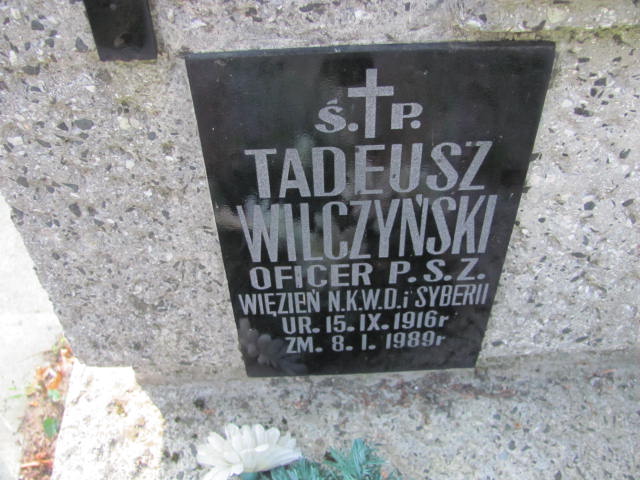 Ś.P.
TADEUSZ
WILCZYŃSKI
OFICER P.S.Z.
WIĘZIEŃ N.K.W.D. i SYBERII
UR. 15. IX. 1916r
ZM. 8. I. 1989r